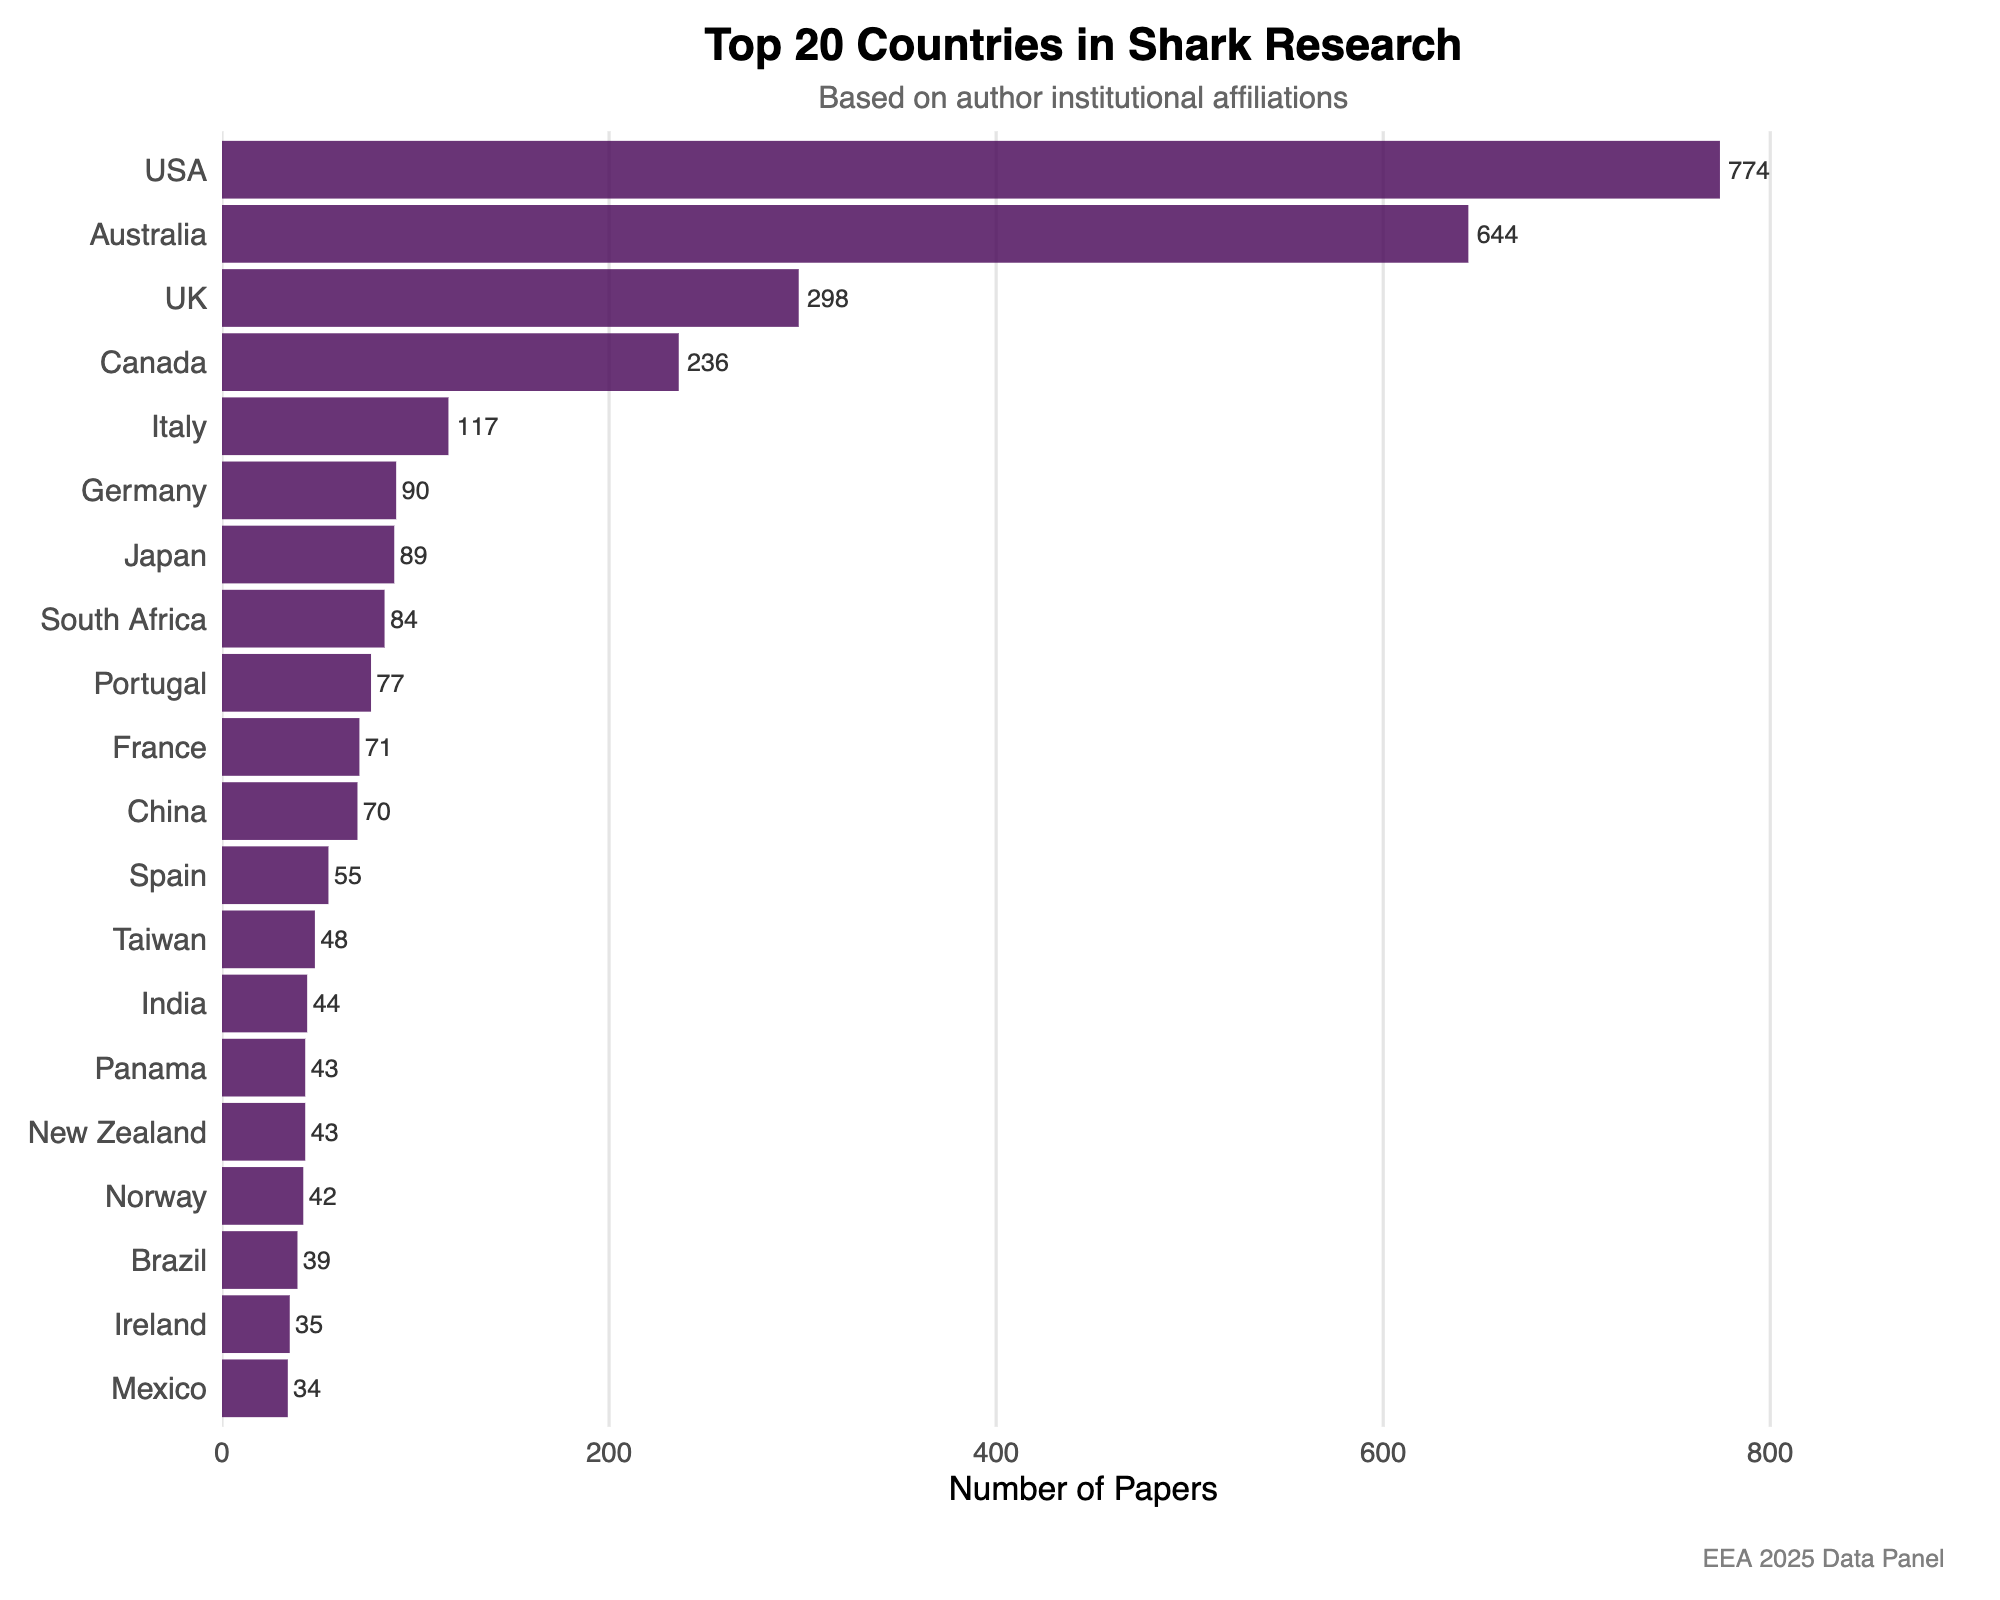 Top 20 Countries in Shark Research
Based on author institutional affiliations
USA 774
Australia 644
UK 298
Canada 236
Italy 117
Germany 90
Japan 89
South Africa 84
Portugal 77
France 71
China 70
Spain 55
Taiwan 48
India 44
Panama 43
New Zealand 43
Norway 42
Brazil 39
Ireland 35
Mexico 34
0 200 400 600 800
Number of Papers
EEA 2025 Data Panel